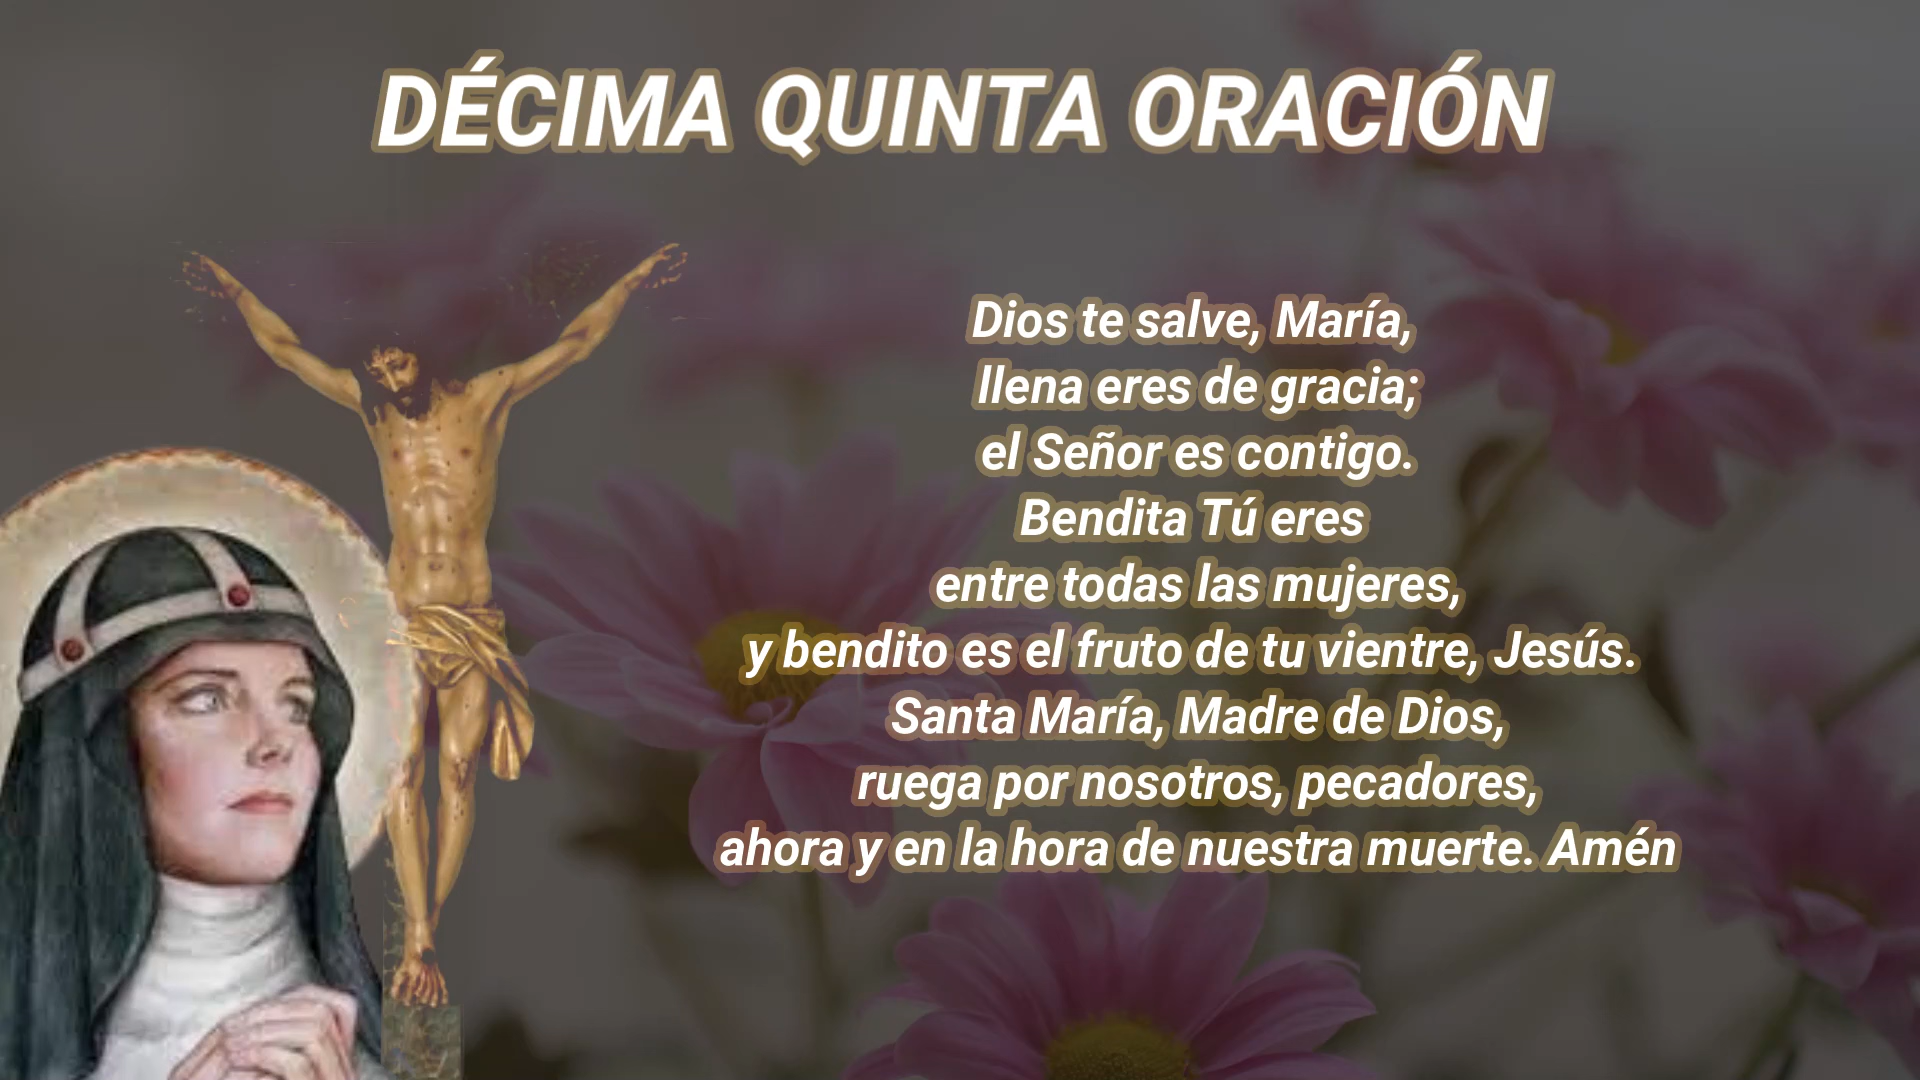 DÉCIMA QUINTA ORACIÓN
Dios te salve, María,
llena eres de gracia;
el Señor es contigo.
Bendita Tú eres
entre todas las mujeres,
y bendito es el fruto de tu vientre, Jesús.
Santa María, Madre de Dios,
ruega por nosotros, pecadores,
ahora y en la hora de nuestra muerte. Amén